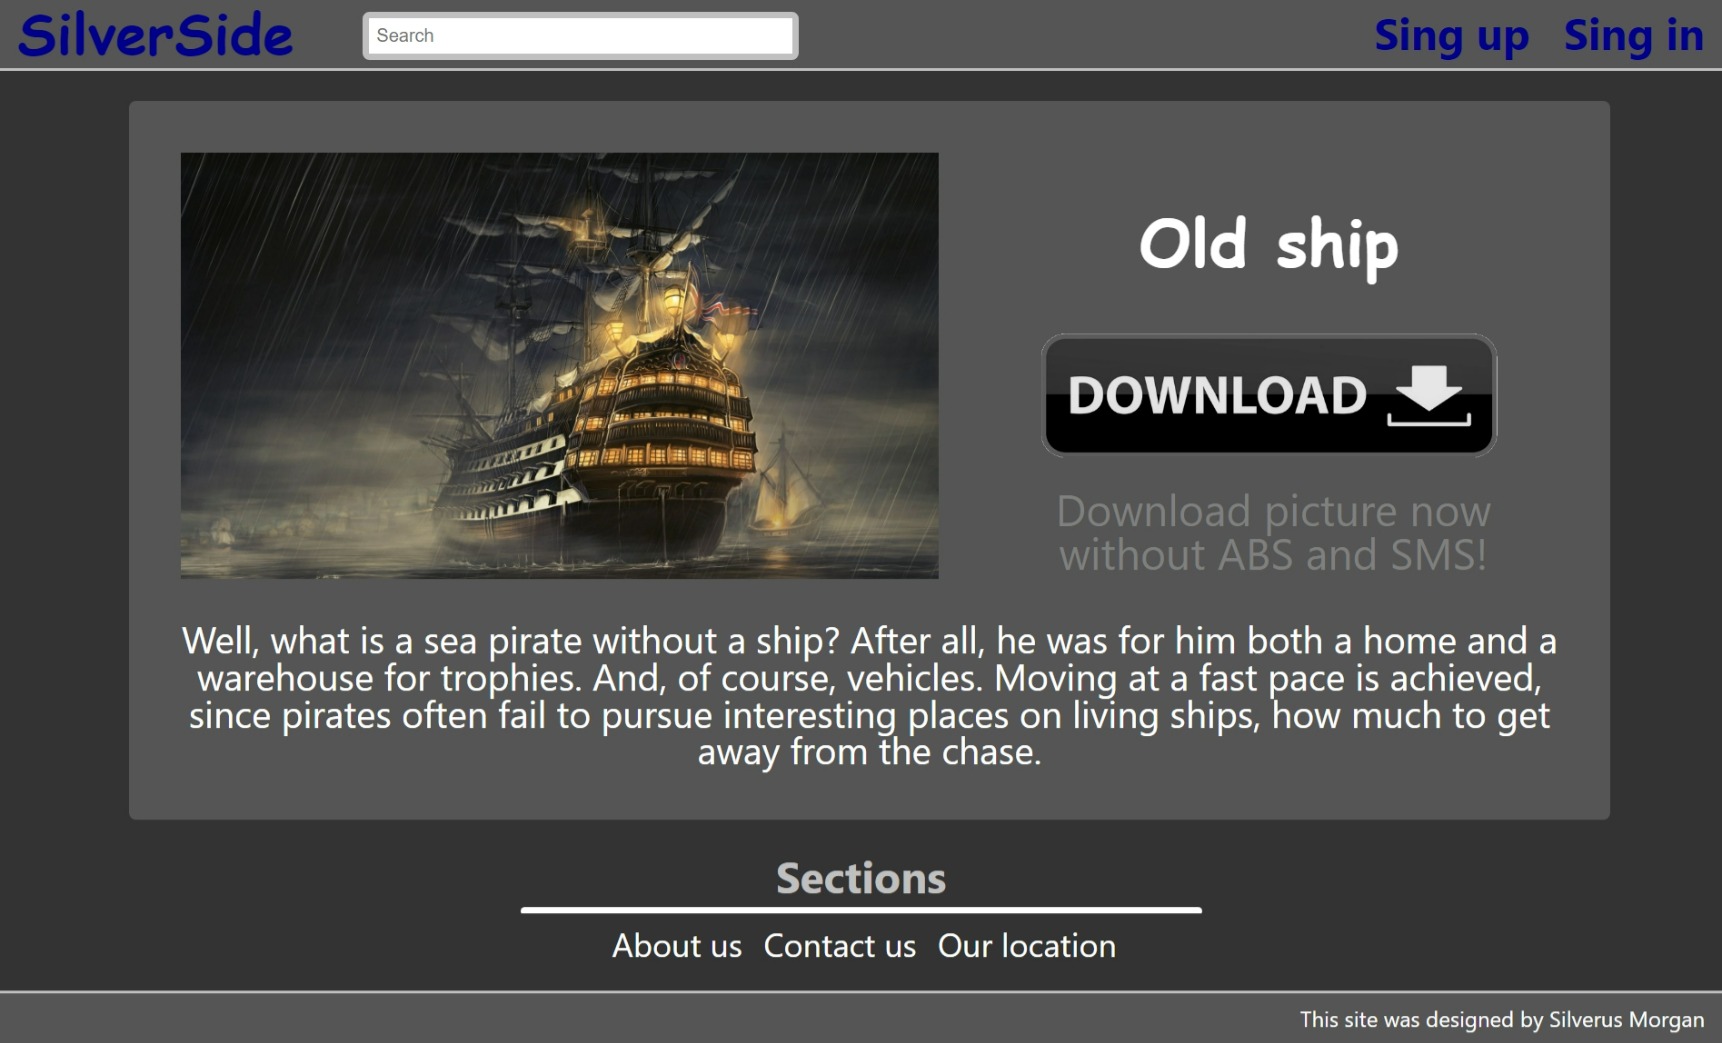 SilverSide
Search
Sing up
Sing in
Old ship
DOWNLOAD
Download picture now
without ABS and SMS!
Well, what is a sea pirate without a ship? After all, he was for him both a home and a
warehouse for trophies. And, of course, vehicles. Moving at a fast pace is achieved,
since pirates often fail to pursue interesting places on living ships, how much to get
away from the chase.
Sections
About us
Contact us
Our location
This site was designed by Silverus Morgan